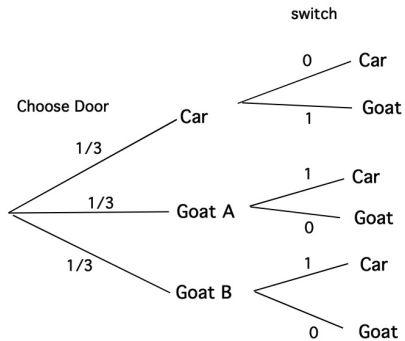 switch
Choose Door
0
Car
Car
1
Goat
1/3
1
Car
1/3
Goat A
0
Goat
1/3
1
Car
Goat B
0
Goat